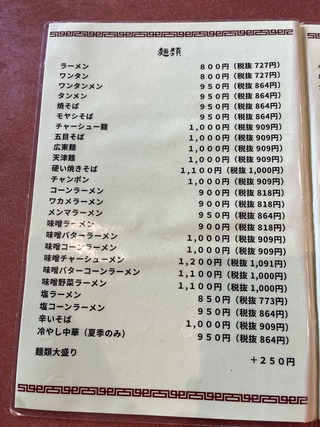 麺類
ラーメン 800円(税抜 727円)
ワンタン 800円(税抜 727円)
ワンタンメン 950円(税抜 864円)
タンメン 950円(税抜 864円)
焼そば 950円(税抜 864円)
モヤシそば 950円(税抜 864円)
チャーシュー麺 1,000円(税抜 909円)
五目そば 1,000円(税抜 909円)
広東麺 1,000円(税抜 909円)
天津麺 1,000円(税抜 909円)
硬い焼きそば 1,100円(税抜 1,000円)
チャンポン 1,000円(税抜 909円)
コーンラーメン 900円(税抜 818円)
ワカメラーメン 900円(税抜 818円)
メンマラーメン 950円(税抜 864円)
味噌ラーメン 900円(税抜 818円)
味噌バターラーメン 1,000円(税抜 909円)
味噌コーンラーメン 1,000円(税抜 909円)
味噌チャーシューメン 1,200円(税抜 1,091円)
味噌バターコーンラーメン 1,100円(税抜 1,000円)
味噌野菜ラーメン 1,100円(税抜 1,000円)
塩ラーメン 850円(税抜 773円)
塩コーンラーメン 950円(税抜 864円)
辛いそば 1,000円(税抜 909円)
冷やし中華(夏季のみ) 950円(税抜 864円)
麺類大盛り +250円